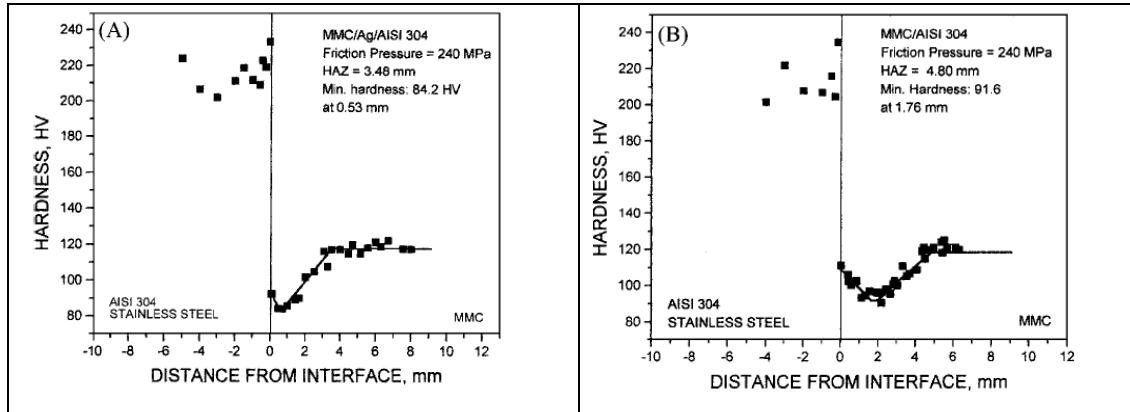 (A)
MMC/Ag/AISI 304
Friction Pressure = 240 MPa
HAZ = 3.48 mm
Min. hardness: 84.2 HV
at 0.53 mm
HARDNESS, HV
240
220
200
180
160
140
120
100
80
AISI 304
STAINLESS STEEL
MMC
-10 -8 -6 -4 -2 0 2 4 6 8 10 12
DISTANCE FROM INTERFACE, mm
(B)
MMC/AISI 304
Friction Pressure = 240 MPa
HAZ = 4.80 mm
Min. Hardness: 91.6
at 1.76 mm
HARDNESS, HV
240
220
200
180
160
140
120
100
80
AISI 304
STAINLESS STEEL
MMC
-10 -8 -6 -4 -2 0 2 4 6 8 10 12
DISTANCE FROM INTERFACE, mm